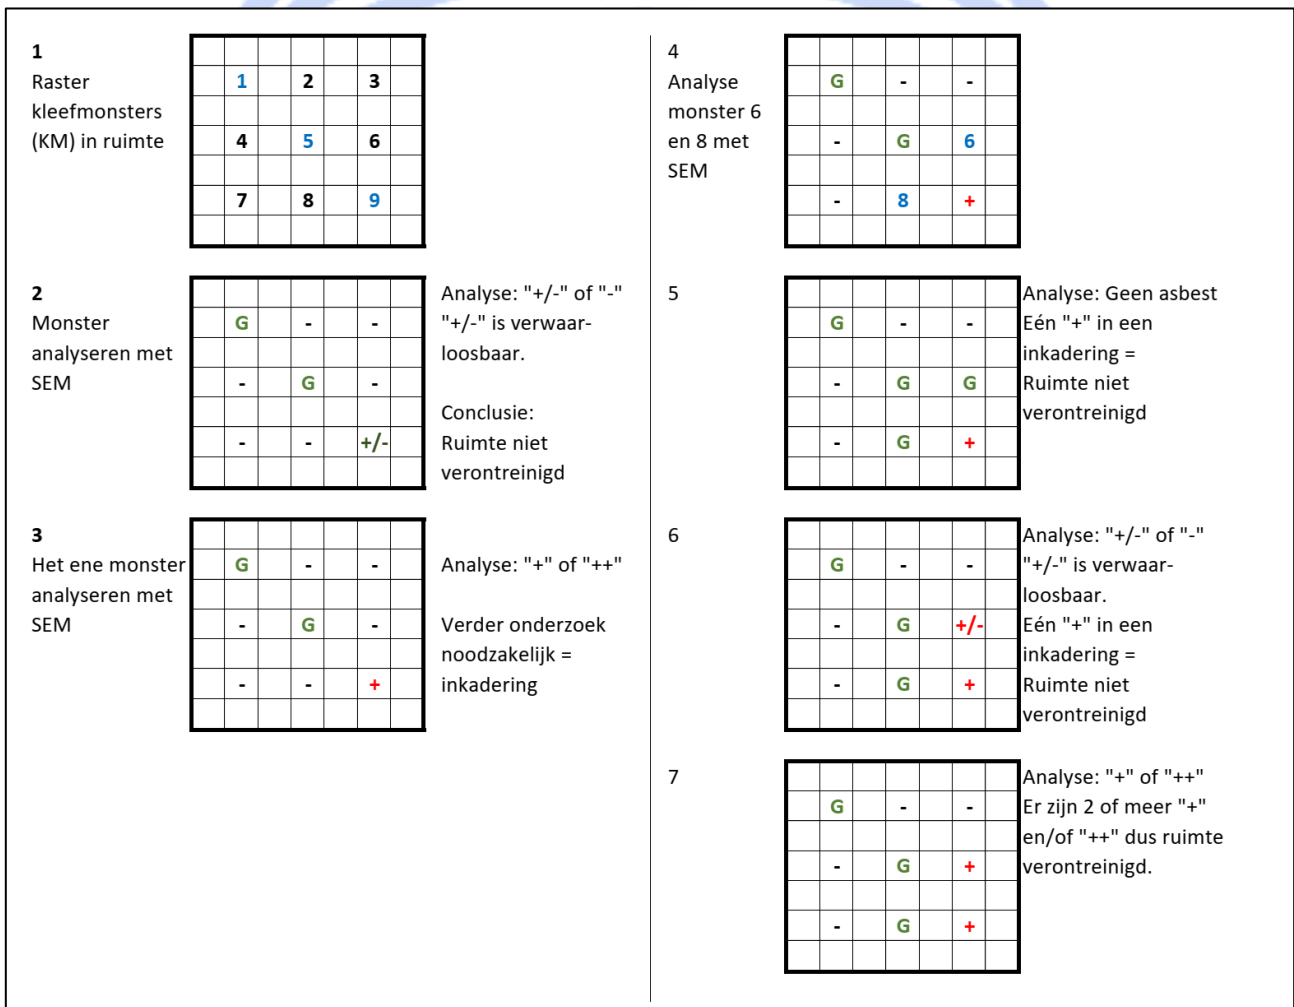 1
Raster
kleefmonsters
(KM) in ruimte
1 2 3
4 5 6
7 8 9
2
Monster
analyseren met
SEM
G - -
- G -
- - +/-
Analyse: "+/-" of "-"
"+/-" is verwaar-
loosbaar.
Conclusie:
Ruimte niet
verontreinigd
3
Het ene monster
analyseren met
SEM
G - -
- G -
- - +
Analyse: "+" of "++"
Verder onderzoek
noodzakelijk =
inkadering
4
Analyse
monster 6
en 8 met
SEM
G - -
- G 6
- 8 +
5
G - -
- G G
- G +
Analyse: Geen asbest
Eén "+" in een
inkadering =
Ruimte niet
verontreinigd
6
G - -
- G +/-
- G +
Analyse: "+/-" of "-"
"+/-" is verwaar-
loosbaar.
Eén "+" in een
inkadering =
Ruimte niet
verontreinigd
7
G - -
- G +
- G +
Analyse: "+" of "++"
Er zijn 2 of meer "+"
en/of "++" dus ruimte
verontreinigd.